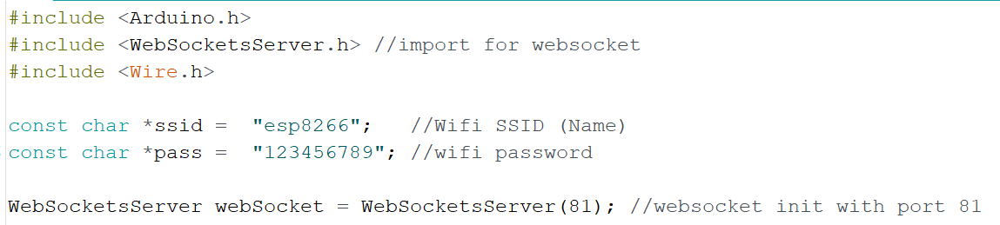 #include <Arduino.h>
#include <WebSocketsServer.h> //import for websocket
#include <Wire.h>
const char *ssid =  "esp8266";   //Wifi SSID (Name)
const char *pass =  "123456789"; //wifi password
WebSocketsServer webSocket = WebSocketsServer(81); //websocket init with port 81